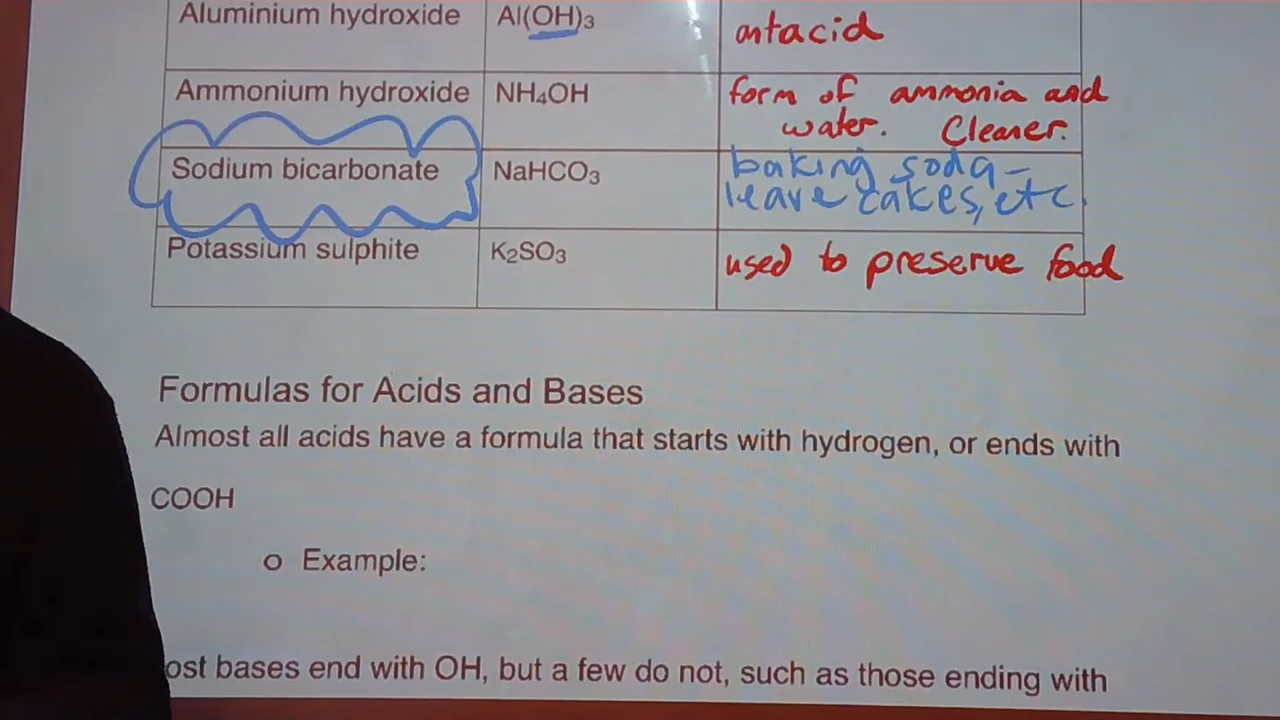 Aluminium hydroxide Al(OH)3 antacid
Ammonium hydroxide NH4OH form of ammonia and
water. Cleaner.
Sodium bicarbonate NaHCO3 baking soda -
leave cakes, etc.
Potassium sulphite K2SO3 used to preserve food
Formulas for Acids and Bases
Almost all acids have a formula that starts with hydrogen, or ends with
COOH
o Example:
ost bases end with OH, but a few do not, such as those ending with